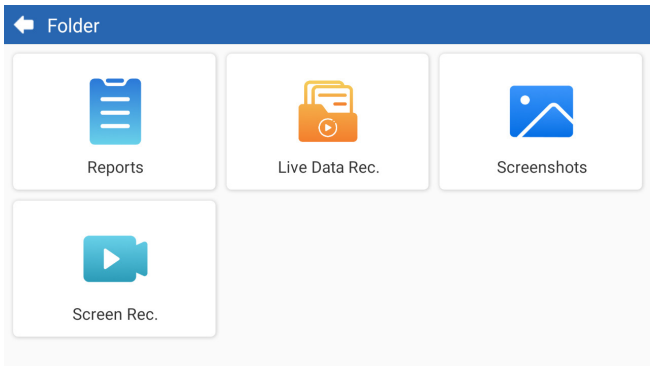 Folder
Reports
Live Data Rec.
Screenshots
Screen Rec.